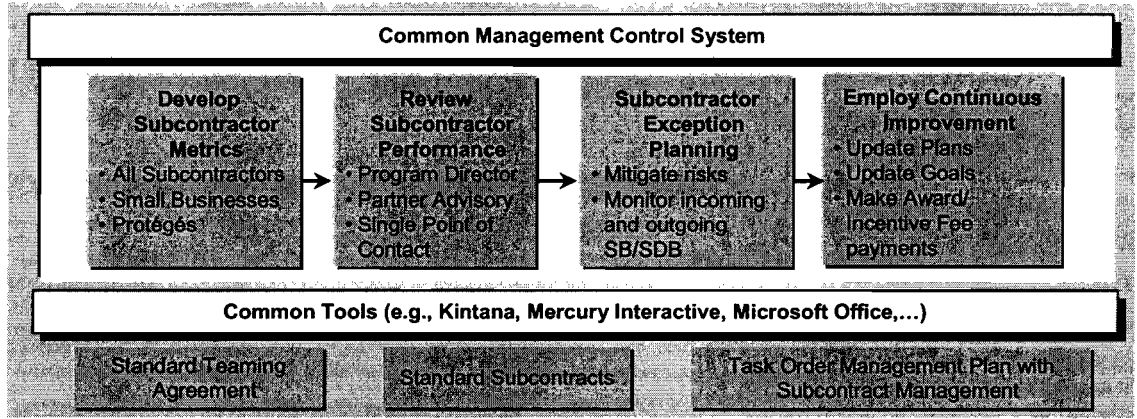 Common Management Control System
Develop
Subcontractor
Metrics
• All Subcontractors
• Small Businesses
• Protégés
Review
Subcontractor
Performance
• Program Director
• Partner Advisory
• Single Point of
Contact
Subcontractor
Exception
Planning
• Mitigate risks
• Monitor incoming
and outgoing
SB/SDB
Employ Continuous
Improvement
• Update Plans
• Update Goals
• Make Award/
Incentive Fee
payments
Common Tools (e.g., Kintana, Mercury Interactive, Microsoft Office,...)
Standard Teaming
Agreement
Standard Subcontracts
Task Order Management Plan with
Subcontract Management